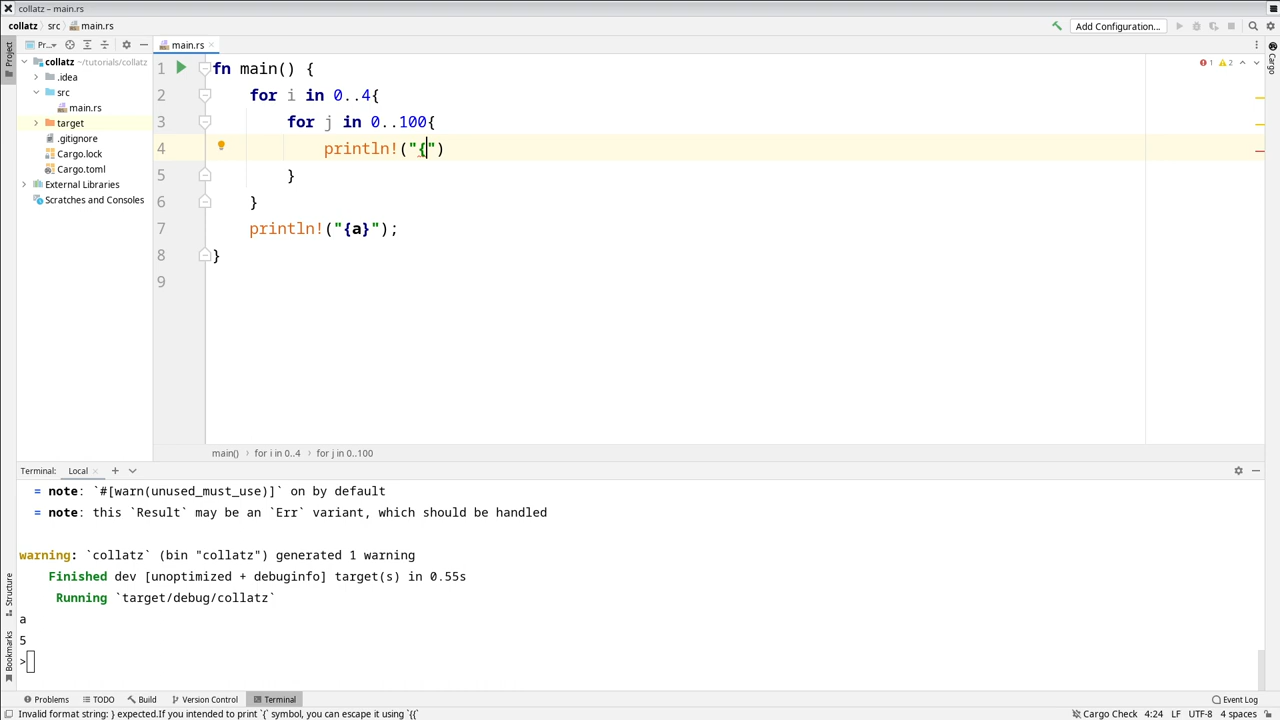 collatz – main.rs
collatz src main.rs Add Configuration...
Project Pr... main.rs Cargo
collatz ~/tutorials/collatz
.idea
src
main.rs
target
.gitignore
Cargo.lock
Cargo.toml
External Libraries
Scratches and Consoles
1 fn main() {
2 for i in 0..4{
3 for j in 0..100{
4 println!("{")
5 }
6 }
7 println!("{a}");
8 }
9
1 2
main() › for i in 0..4 › for j in 0..100
Terminal: Local
= note: `#[warn(unused_must_use)]` on by default
= note: this `Result` may be an `Err` variant, which should be handled
warning: `collatz` (bin "collatz") generated 1 warning
Finished dev [unoptimized + debuginfo] target(s) in 0.55s
Running `target/debug/collatz`
a
5
>
Structure
Bookmarks
Problems TODO Build Version Control Terminal Event Log
Invalid format string: } expected.If you intended to print `{` symbol, you can escape it using `{{` Cargo Check 4:24 LF UTF-8 4 spaces